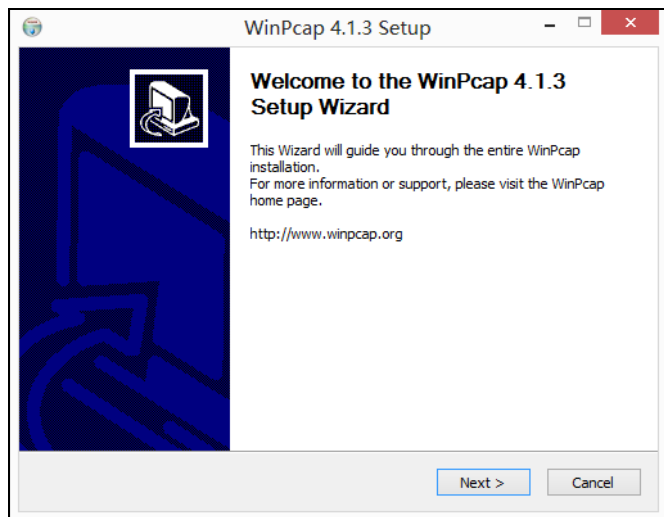 WinPcap 4.1.3 Setup
Welcome to the WinPcap 4.1.3
Setup Wizard
This Wizard will guide you through the entire WinPcap
installation.
For more information or support, please visit the WinPcap
home page.
http://www.winpcap.org
Next >
Cancel